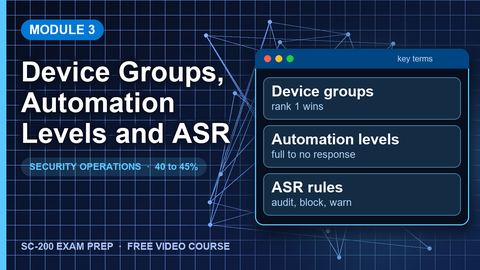 MODULE 3
Device Groups,
Automation
Levels and ASR
SECURITY OPERATIONS · 40 to 45%
key terms
Device groups
rank 1 wins
Automation levels
full to no response
ASR rules
audit, block, warn
SC-200 EXAM PREP · FREE VIDEO COURSE